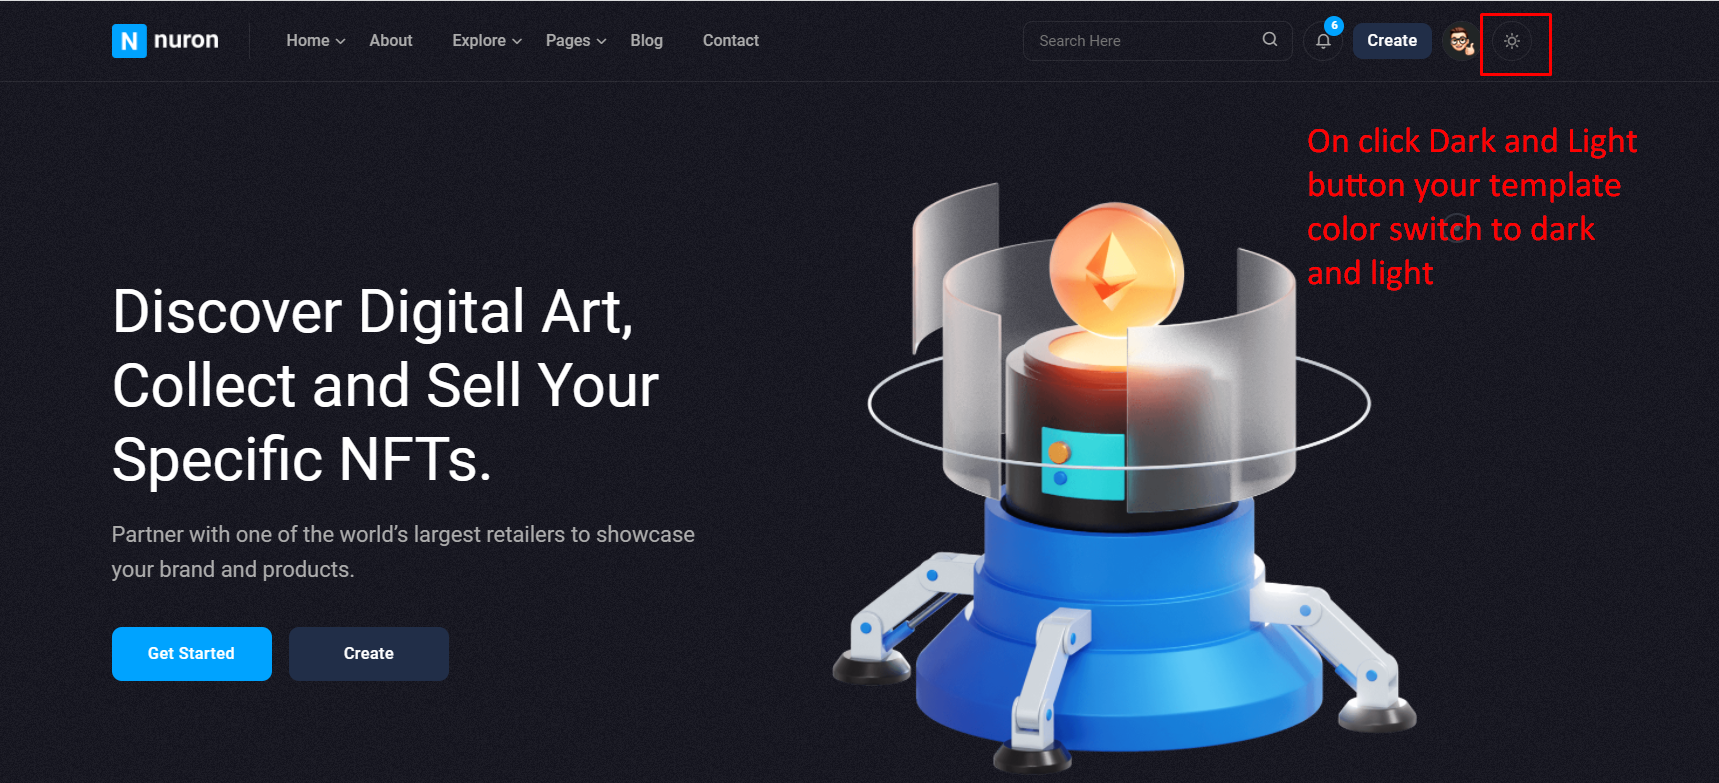 N nuron
Home
About
Explore
Pages
Blog
Contact
Search Here
6
Create
On click Dark and Light
button your template
color switch to dark
and light
Discover Digital Art,
Collect and Sell Your
Specific NFTs.
Partner with one of the world’s largest retailers to showcase
your brand and products.
Get Started
Create